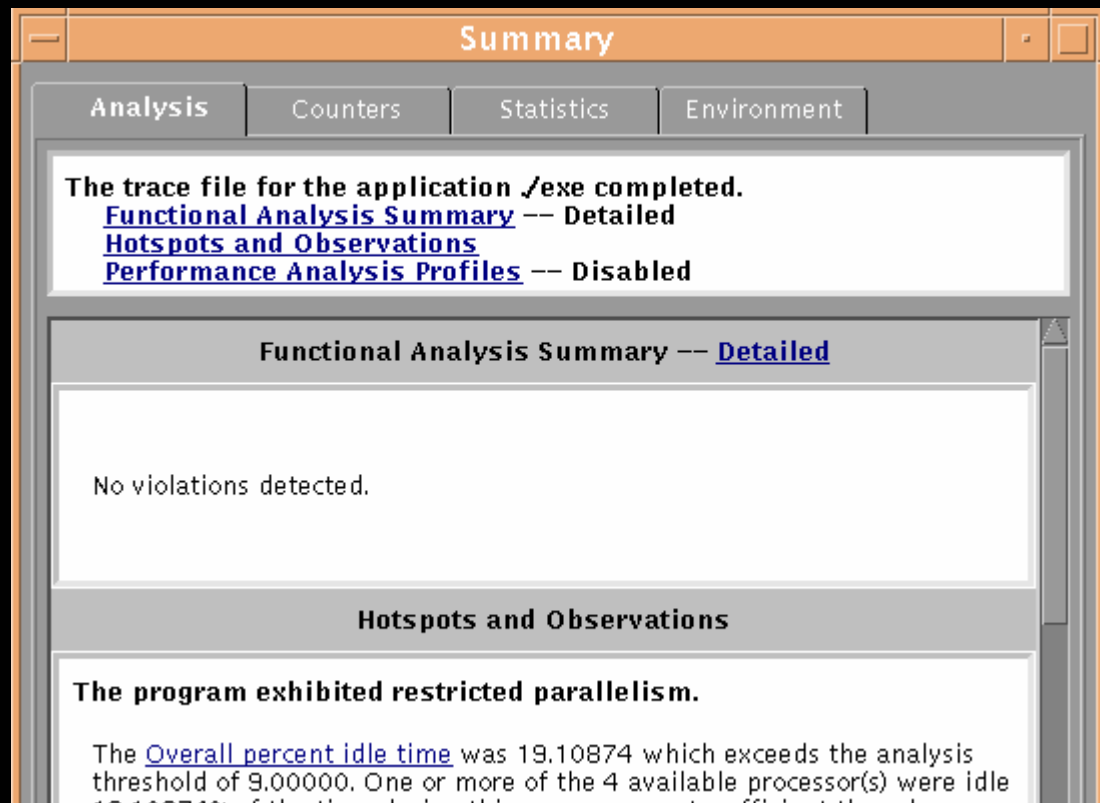 Summary
Analysis Counters Statistics Environment
The trace file for the application ./exe completed.
Functional Analysis Summary -- Detailed
Hotspots and Observations
Performance Analysis Profiles -- Disabled
Functional Analysis Summary -- Detailed
No violations detected.
Hotspots and Observations
The program exhibited restricted parallelism.
The Overall percent idle time was 19.10874 which exceeds the analysis
threshold of 9.00000. One or more of the 4 available processor(s) were idle